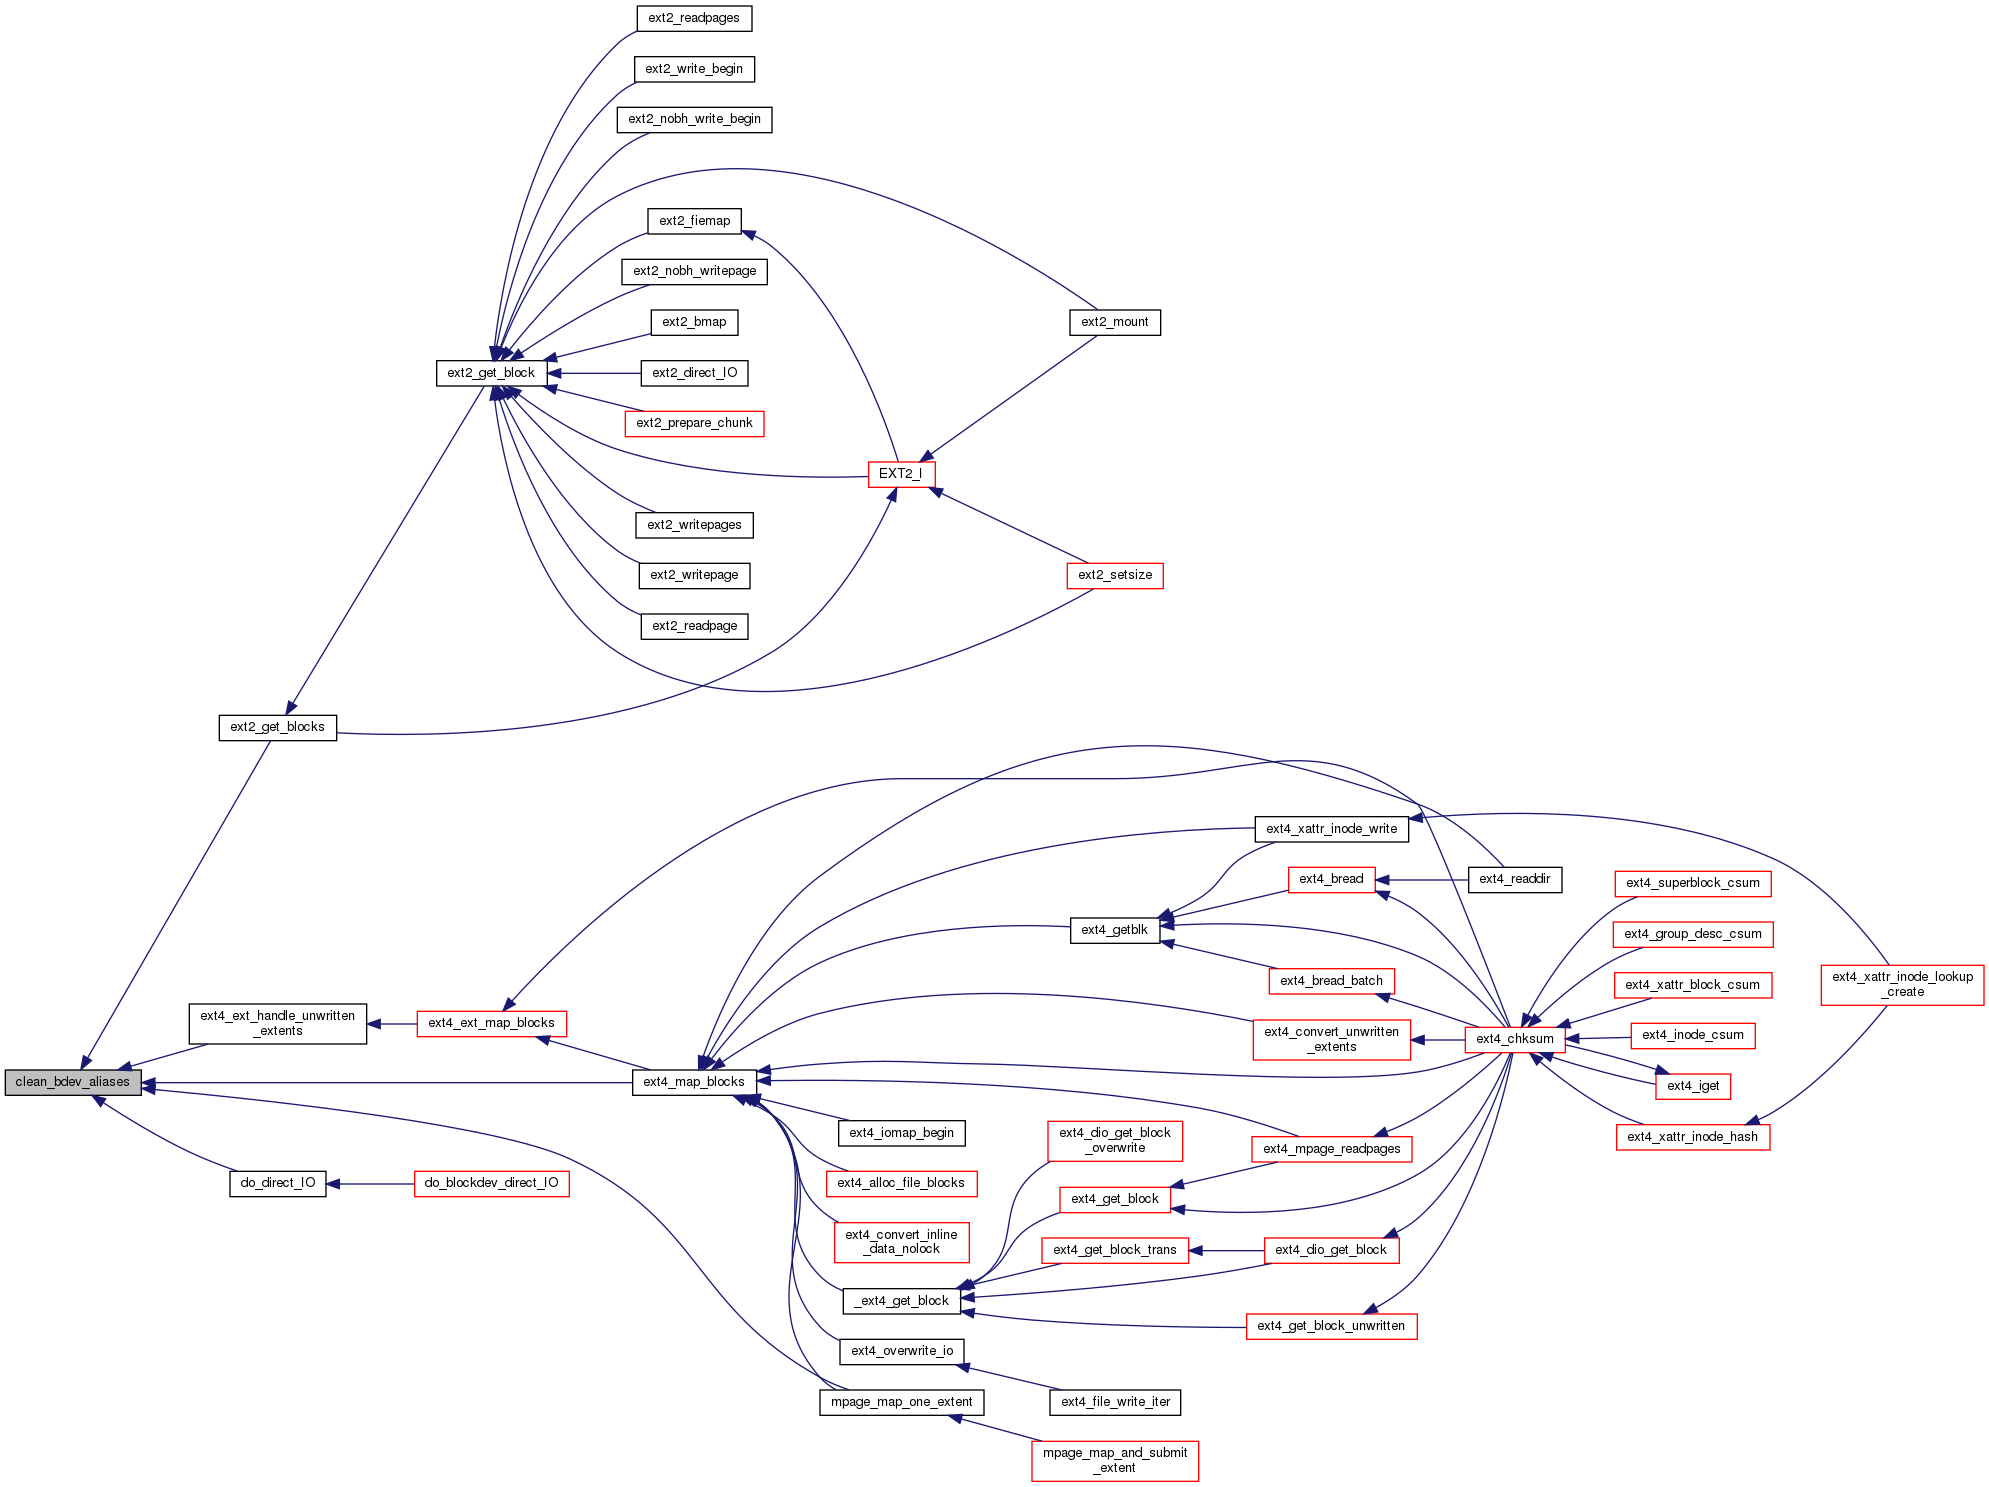 ext2_readpages
ext2_write_begin
ext2_nobh_write_begin
ext2_fiemap
ext2_nobh_writepage
ext2_bmap
ext2_mount
ext2_get_block
ext2_direct_IO
ext2_prepare_chunk
EXT2_I
ext2_writepages
ext2_writepage
ext2_setsize
ext2_readpage
ext2_get_blocks
ext4_xattr_inode_write
ext4_bread
ext4_readdir
ext4_superblock_csum
ext4_getblk
ext4_group_desc_csum
ext4_bread_batch
ext4_xattr_block_csum
ext4_xattr_inode_lookup
_create
ext4_ext_handle_unwritten
_extents
ext4_ext_map_blocks
ext4_convert_unwritten
_extents
ext4_chksum
ext4_inode_csum
clean_bdev_aliases
ext4_map_blocks
ext4_iget
ext4_iomap_begin
ext4_dio_get_block
_overwrite
ext4_mpage_readpages
ext4_xattr_inode_hash
do_direct_IO
do_blockdev_direct_IO
ext4_alloc_file_blocks
ext4_get_block
ext4_convert_inline
_data_nolock
ext4_get_block_trans
ext4_dio_get_block
_ext4_get_block
ext4_get_block_unwritten
ext4_overwrite_io
mpage_map_one_extent
ext4_file_write_iter
mpage_map_and_submit
_extent